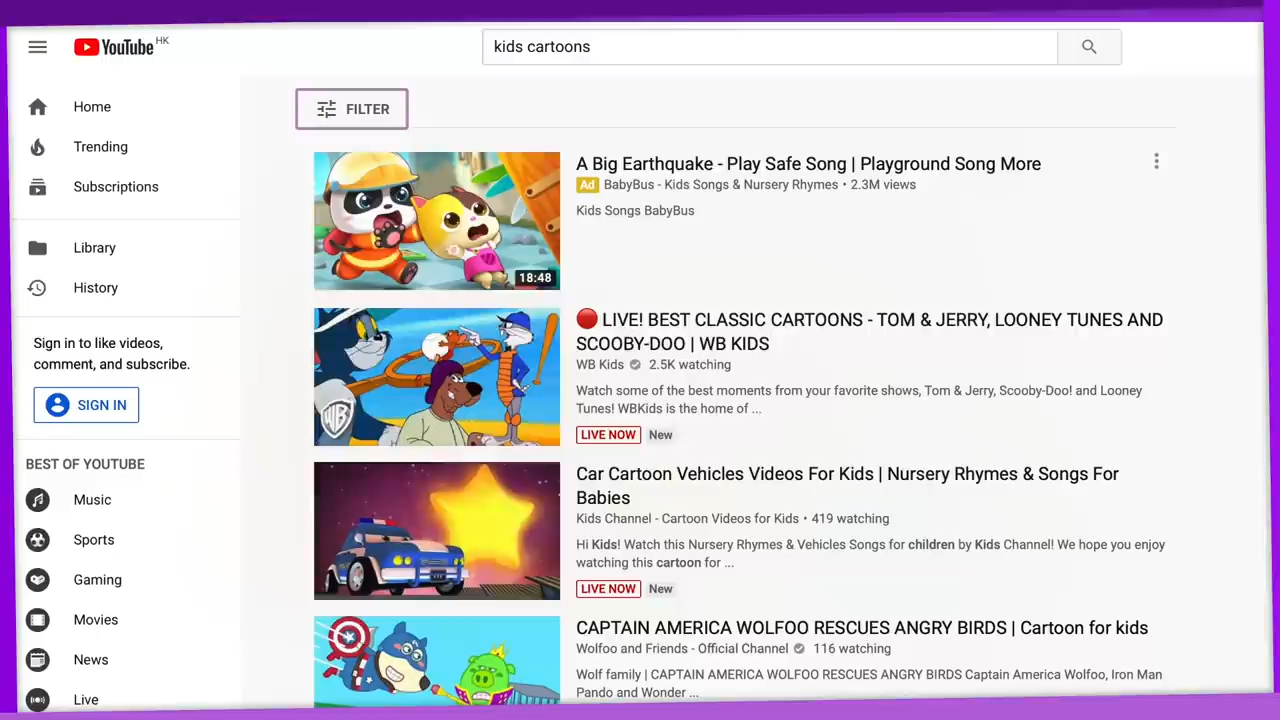 YouTube HK
kids cartoons
Home
Trending
Subscriptions
Library
History
Sign in to like videos,
comment, and subscribe.
SIGN IN
BEST OF YOUTUBE
Music
Sports
Gaming
Movies
News
Live
FILTER
18:48
A Big Earthquake - Play Safe Song | Playground Song More
Ad BabyBus - Kids Songs & Nursery Rhymes • 2.3M views
Kids Songs BabyBus
WB
LIVE! BEST CLASSIC CARTOONS - TOM & JERRY, LOONEY TUNES AND
SCOOBY-DOO | WB KIDS
WB Kids 2.5K watching
Watch some of the best moments from your favorite shows, Tom & Jerry, Scooby-Doo! and Looney
Tunes! WBKids is the home of ...
LIVE NOW New
Car Cartoon Vehicles Videos For Kids | Nursery Rhymes & Songs For
Babies
Kids Channel - Cartoon Videos for Kids • 419 watching
Hi Kids! Watch this Nursery Rhymes & Vehicles Songs for children by Kids Channel! We hope you enjoy
watching this cartoon for ...
LIVE NOW New
CAPTAIN AMERICA WOLFOO RESCUES ANGRY BIRDS | Cartoon for kids
Wolfoo and Friends - Official Channel 116 watching
Wolf family | CAPTAIN AMERICA WOLFOO RESCUES ANGRY BIRDS Captain America Wolfoo, Iron Man
Pando and Wonder ...